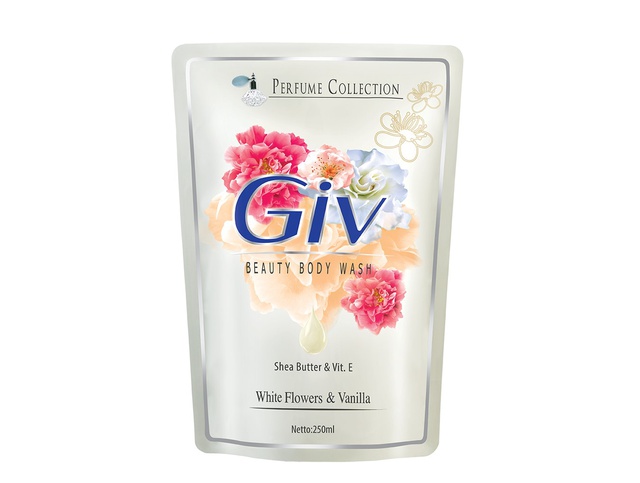 Perfume Collection
Giv
BEAUTY BODY WASH
Shea Butter & Vit. E
White Flowers & Vanilla
Netto:250ml